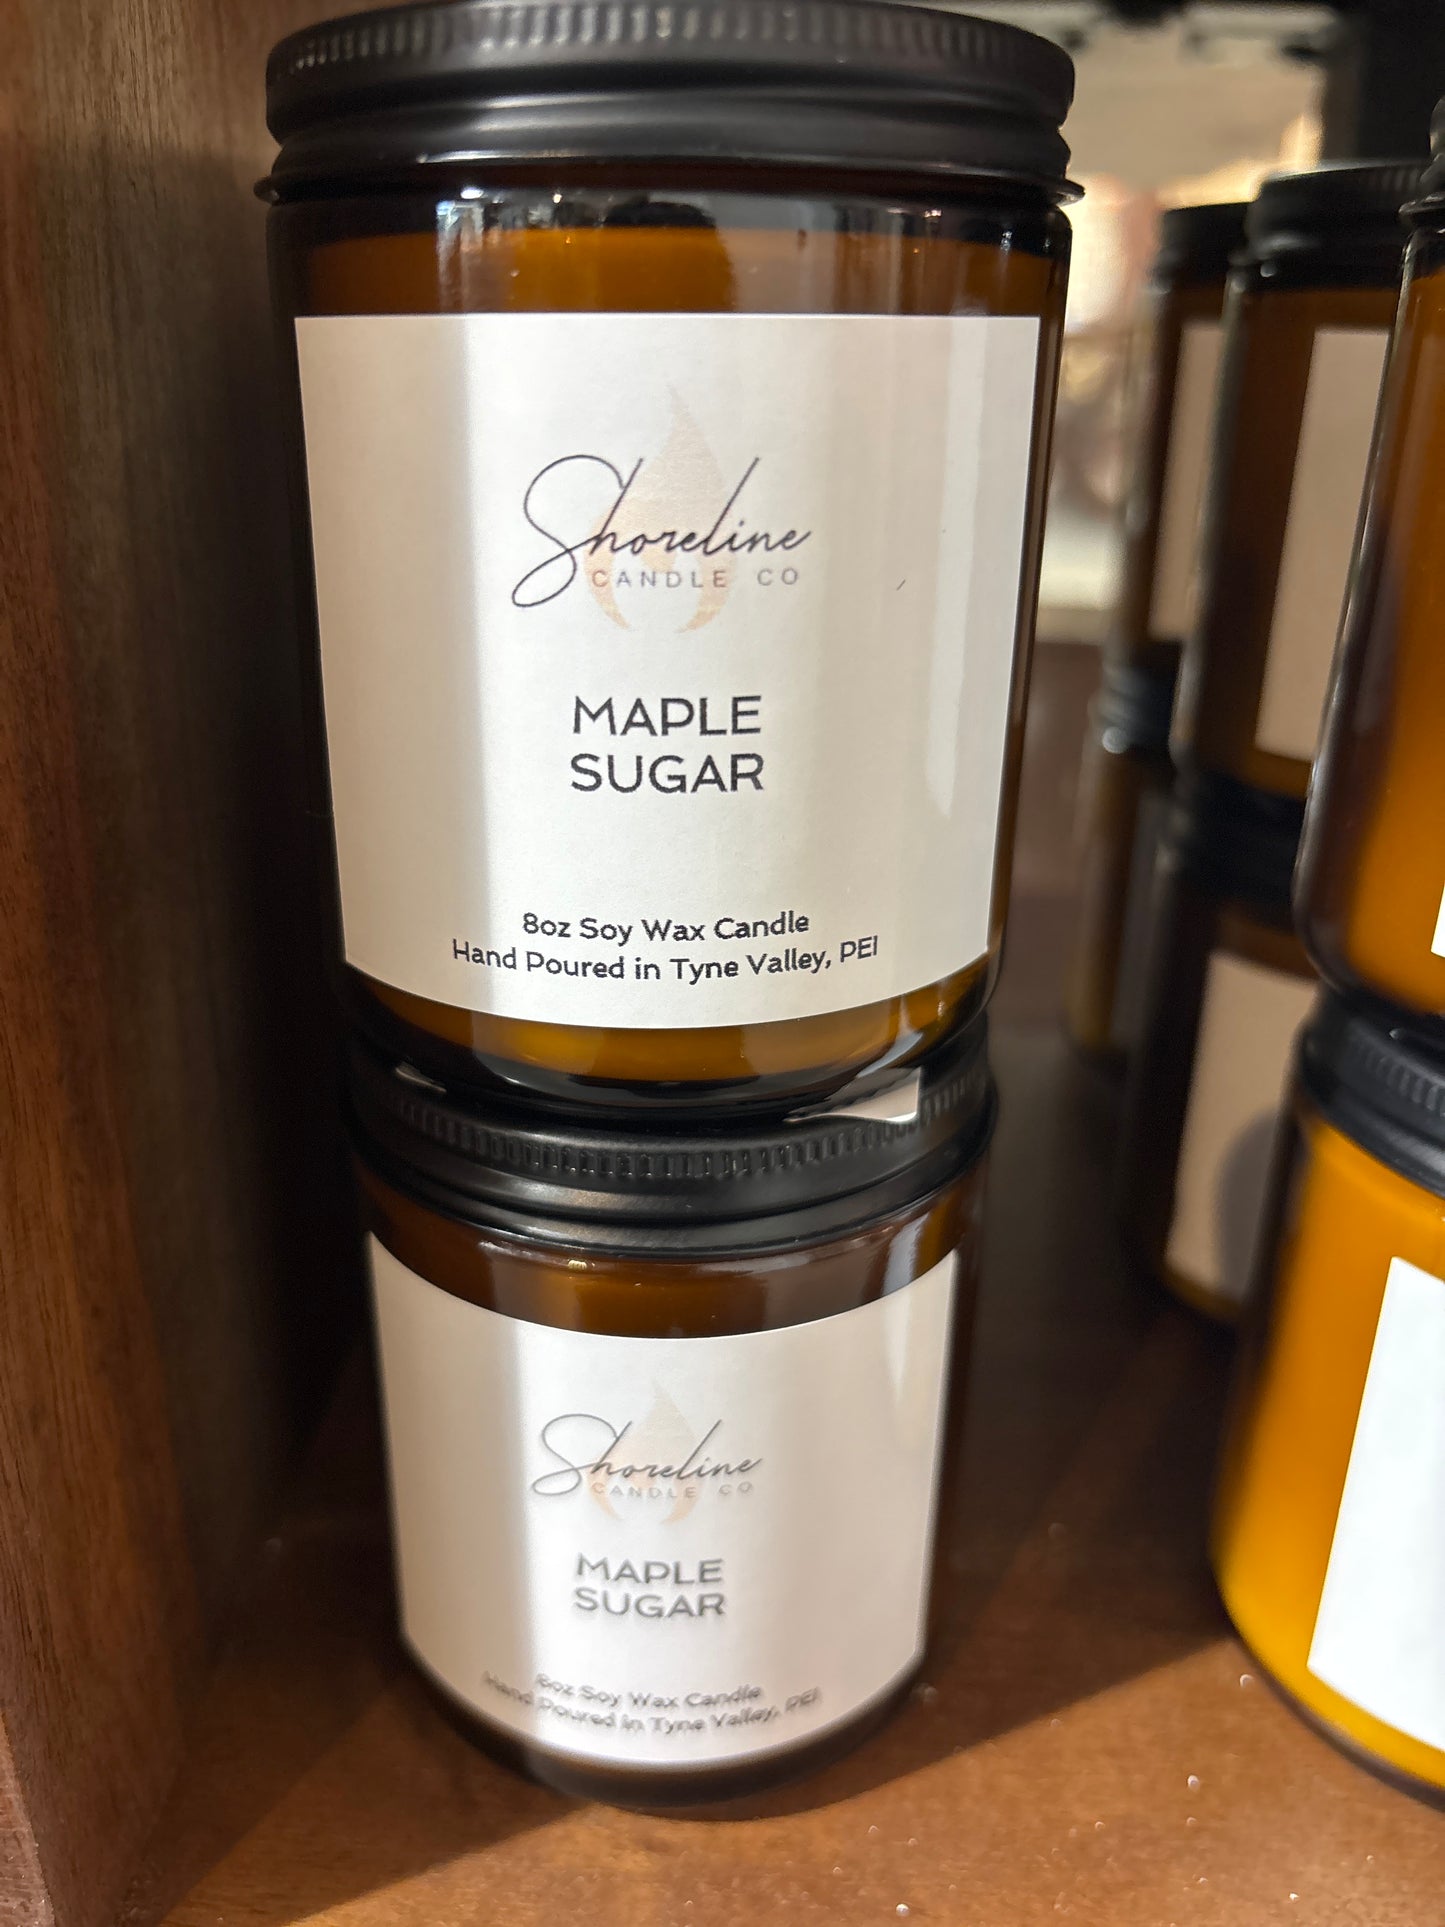 Shoreline
CANDLE CO
MAPLE
SUGAR
8oz Soy Wax Candle
Hand Poured in Tyne Valley, PEI
Shoreline
CANDLE CO
MAPLE
SUGAR
8oz Soy Wax Candle
Hand Poured in Tyne Valley, PEI